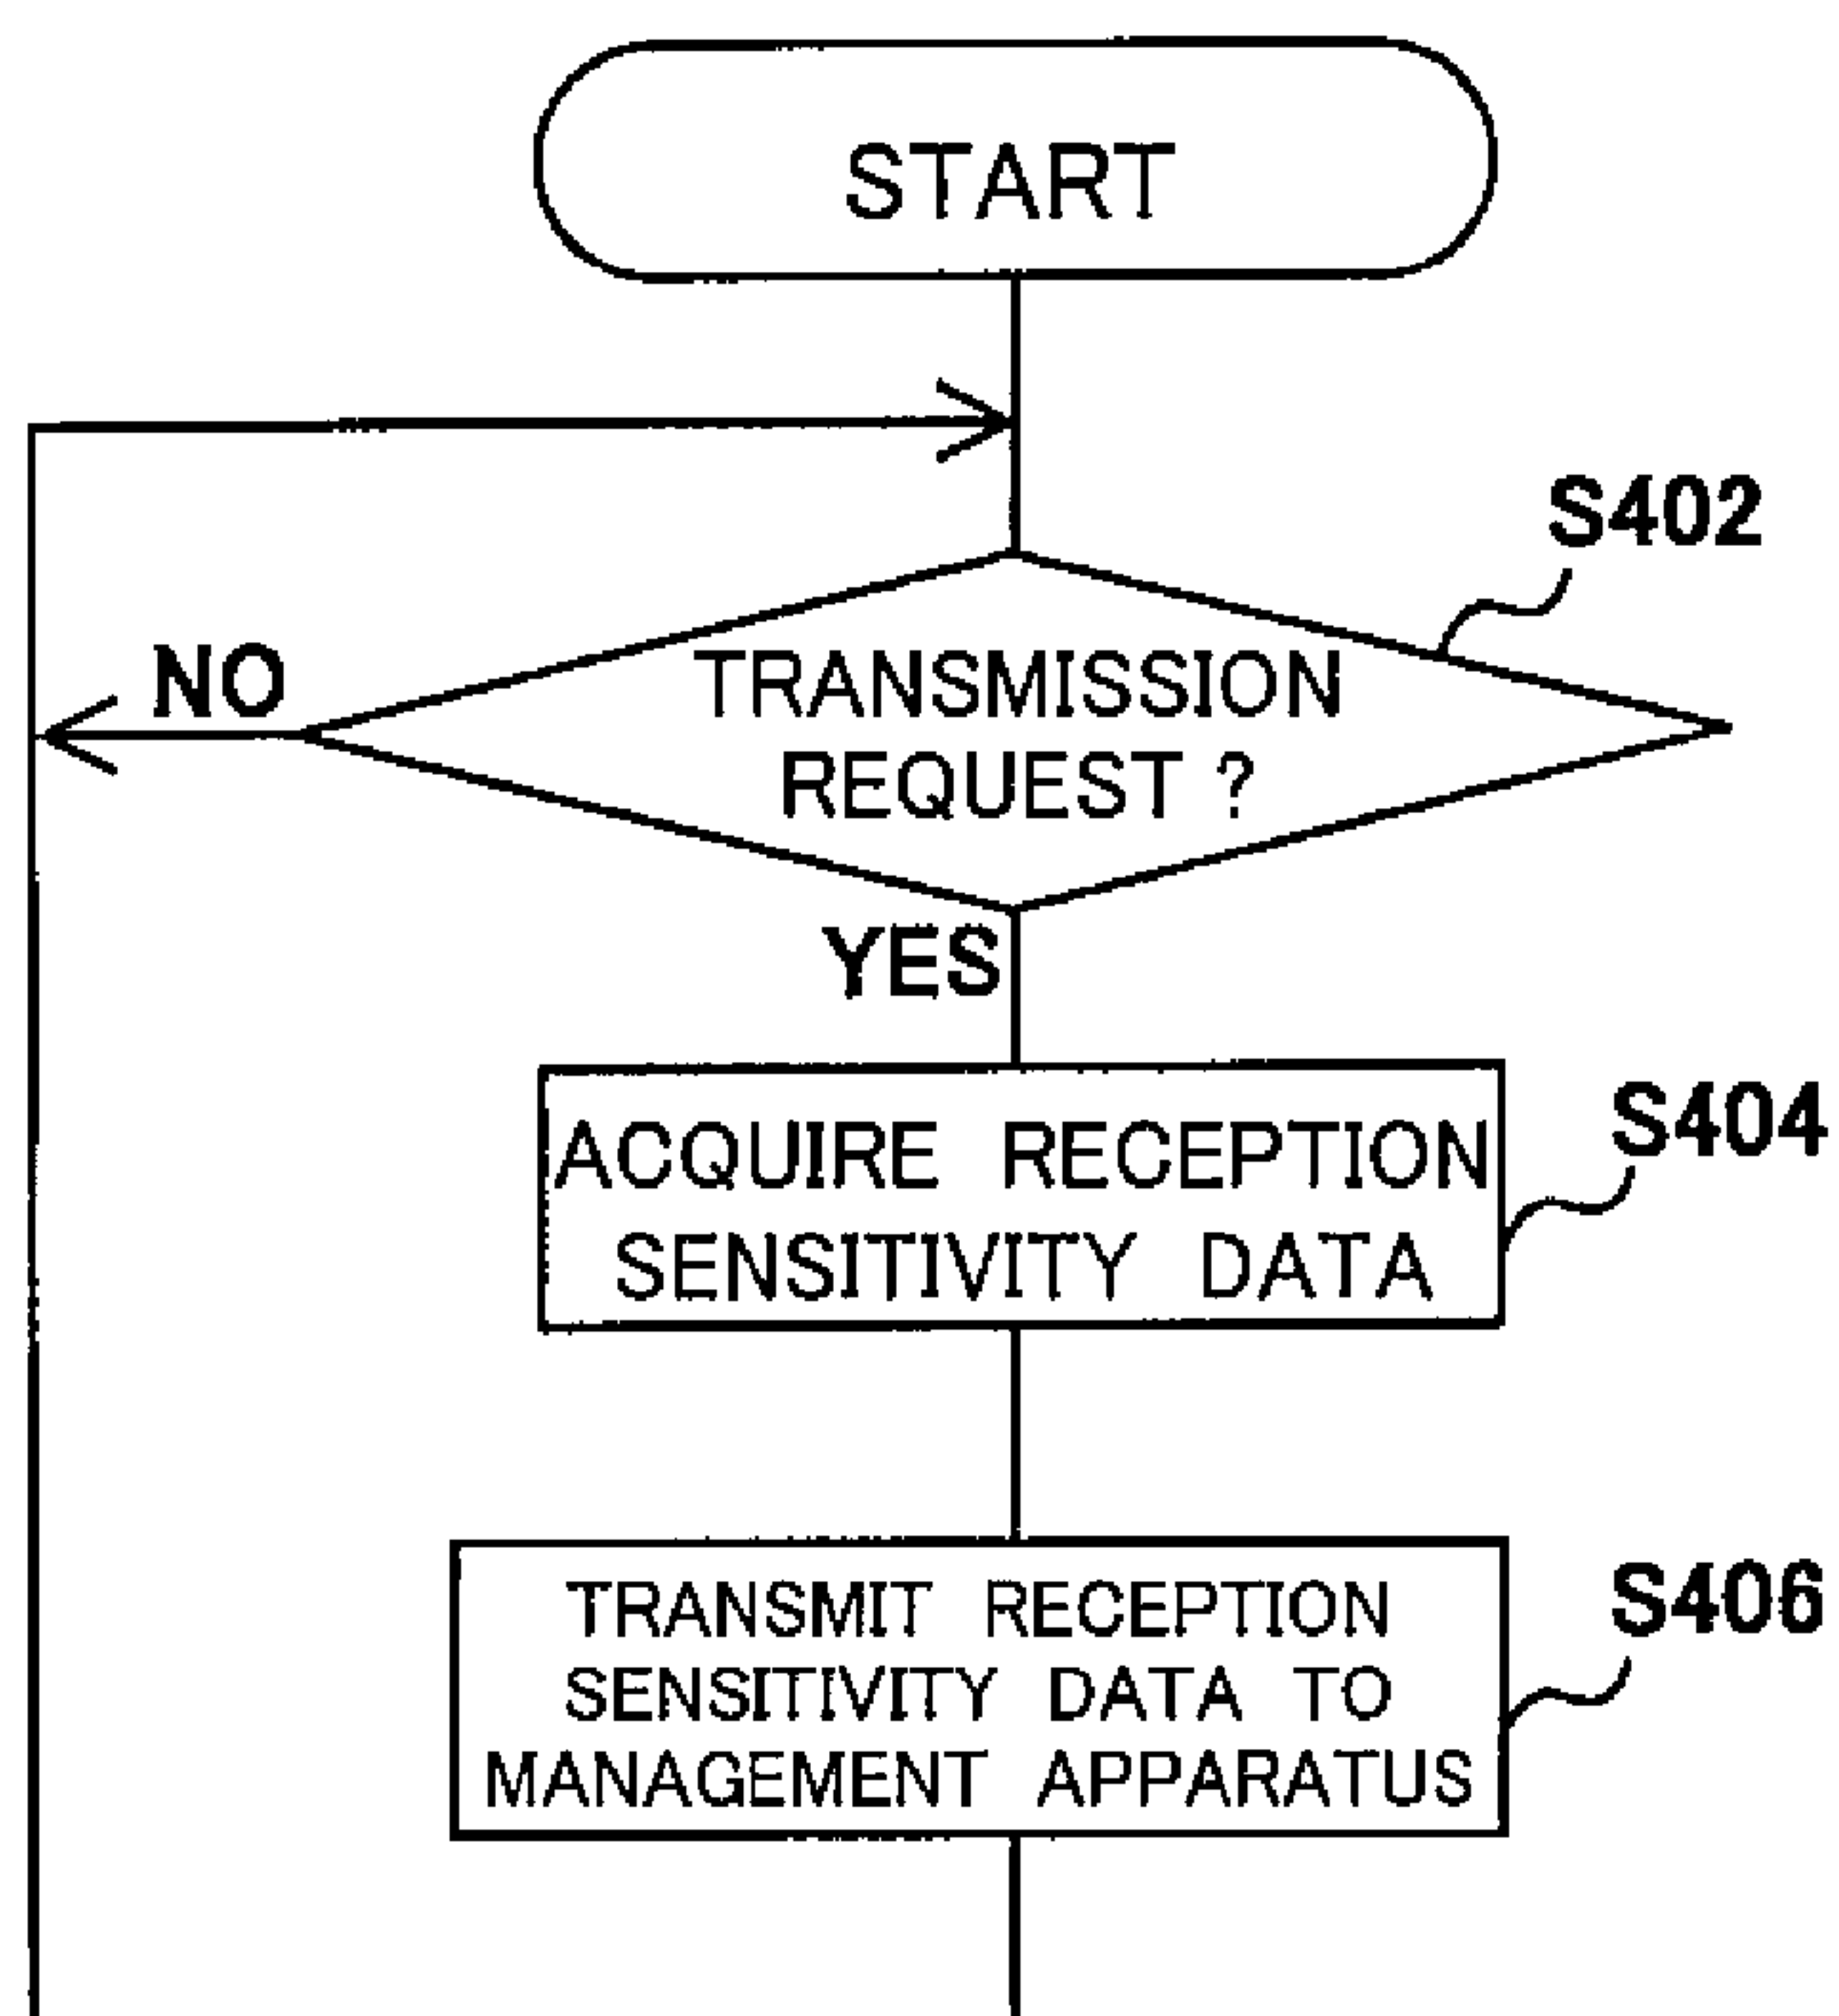 START
S402
NO
TRANSMISSION
REQUEST ?
YES
ACQUIRE RECEPTION
SENSITIVITY DATA
S404
TRANSMIT RECEPTION
SENSITIVITY DATA TO
MANAGEMENT APPARATUS
S406